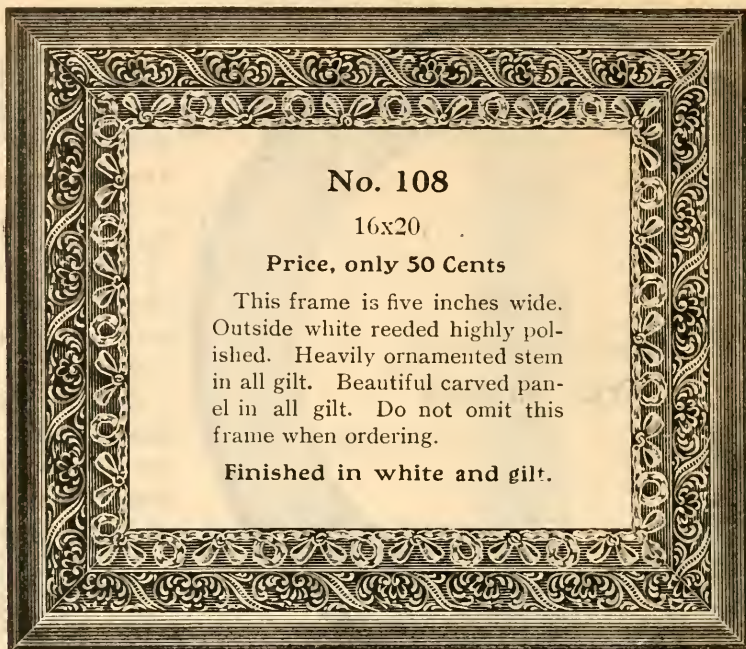 No. 108
16x20
Price, only 50 Cents
This frame is five inches wide.
Outside white reeded highly pol-
ished. Heavily ornamented stem
in all gilt. Beautiful carved pan-
el in all gilt. Do not omit this
frame when ordering.
Finished in white and gilt.